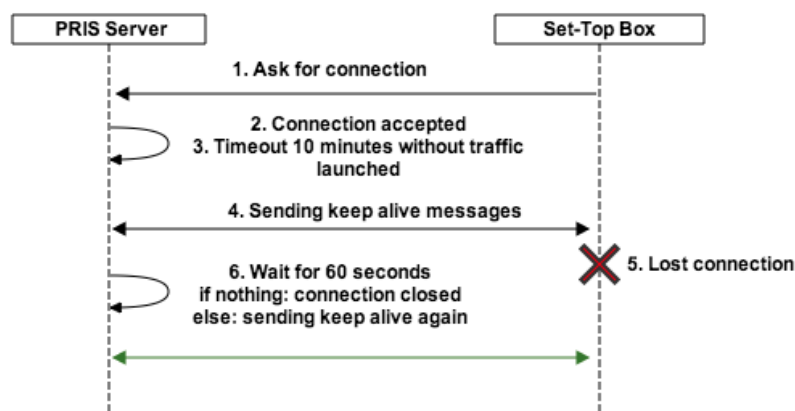 PRIS Server
Set-Top Box
1. Ask for connection
2. Connection accepted
3. Timeout 10 minutes without traffic
launched
4. Sending keep alive messages
5. Lost connection
6. Wait for 60 seconds
if nothing: connection closed
else: sending keep alive again